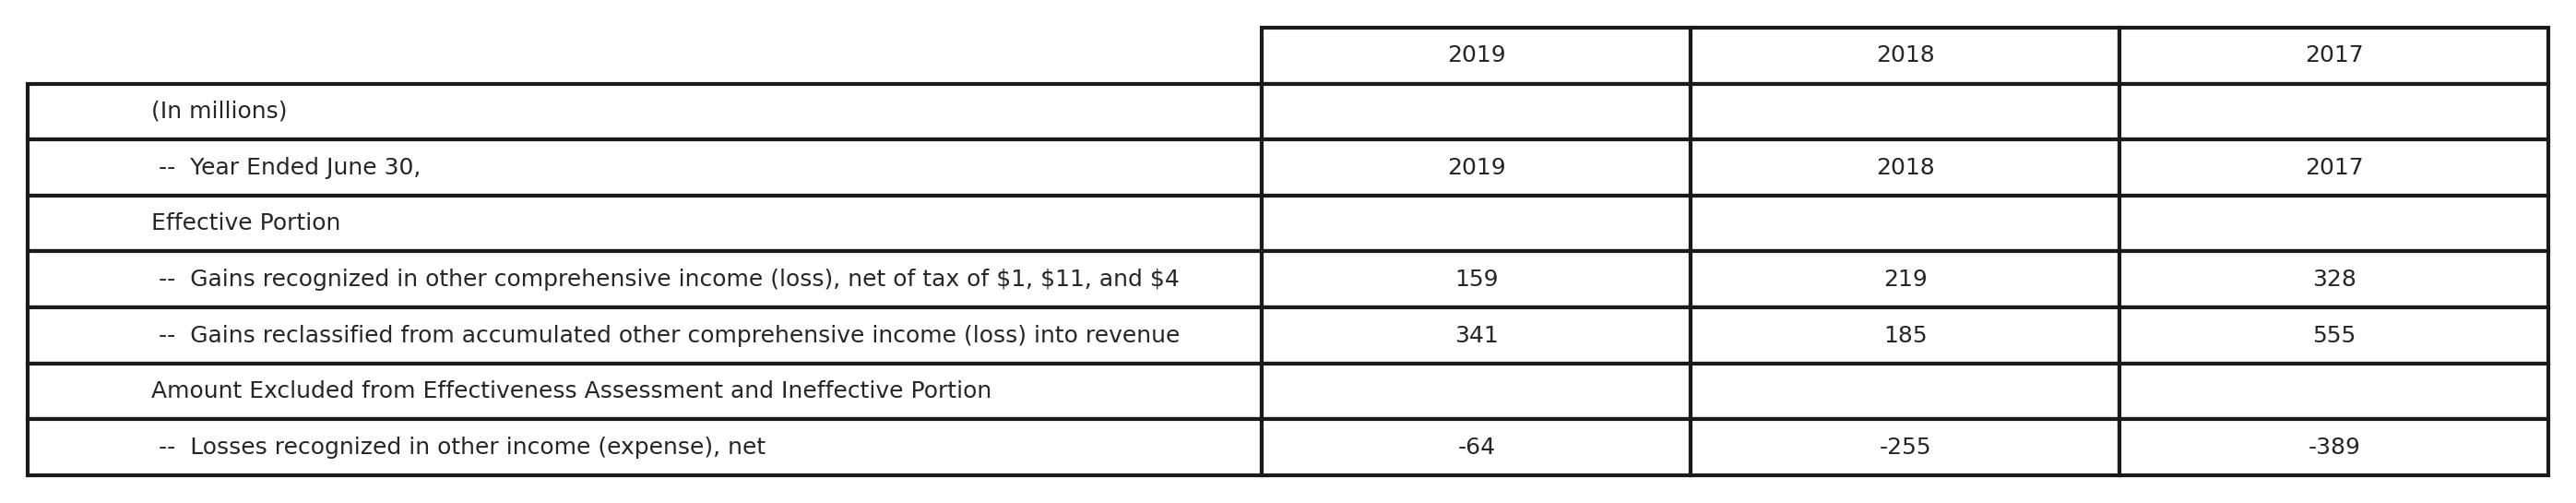 2019 2018 2017
(In millions)
-- Year Ended June 30, 2019 2018 2017
Effective Portion
-- Gains recognized in other comprehensive income (loss), net of tax of $1, $11, and $4 159 219 328
-- Gains reclassified from accumulated other comprehensive income (loss) into revenue 341 185 555
Amount Excluded from Effectiveness Assessment and Ineffective Portion
-- Losses recognized in other income (expense), net -64 -255 -389